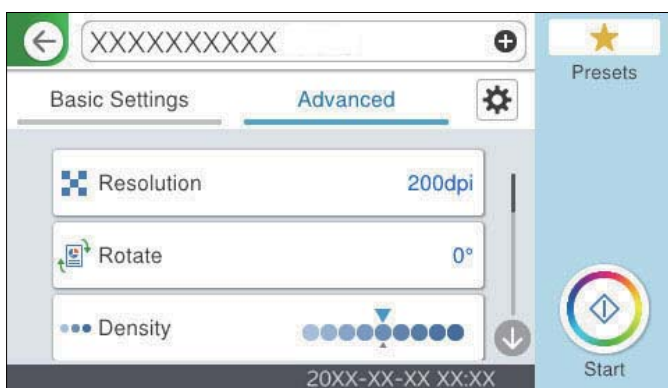 XXXXXXXXXX
Presets
Basic Settings
Advanced
Resolution
200dpi
Rotate
0°
Density
20XX-XX-XX XX:XX
Start